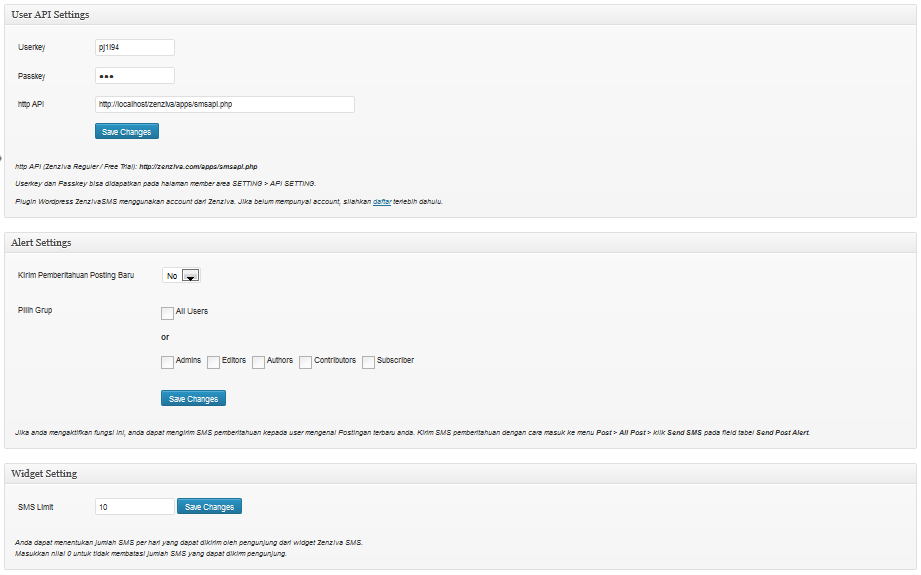 User API Settings
Userkey pj1l94
Passkey •••
http API http://localhost/zenziva/apps/smsapi.php
Save Changes
http API (Zenziva Reguler / Free Trial): http://zenziva.com/apps/smsapi.php
Userkey dan Passkey bisa didapatkan pada halaman member area SETTING > API SETTING.
Plugin Wordpress ZenzivaSMS menggunakan account dari Zenziva. Jika belum mempunyai account, silahkan daftar terlebih dahulu.
Alert Settings
Kirim Pemberitahuan Posting Baru No
Pilih Grup All Users
or
Admins Editors Authors Contributors Subscriber
Save Changes
Jika anda mengaktifkan fungsi ini, anda dapat mengirim SMS pemberitahuan kepada user mengenai Postingan terbaru anda. Kirim SMS pemberitahuan dengan cara masuk ke menu Post > All Post > klik Send SMS pada field tabel Send Post Alert.
Widget Setting
SMS Limit 10 Save Changes
Anda dapat menentukan jumlah SMS per hari yang dapat dikirim oleh pengunjung dari widget Zenziva SMS.
Masukkan nilai 0 untuk tidak membatasi jumlah SMS yang dapat dikirim pengunjung.